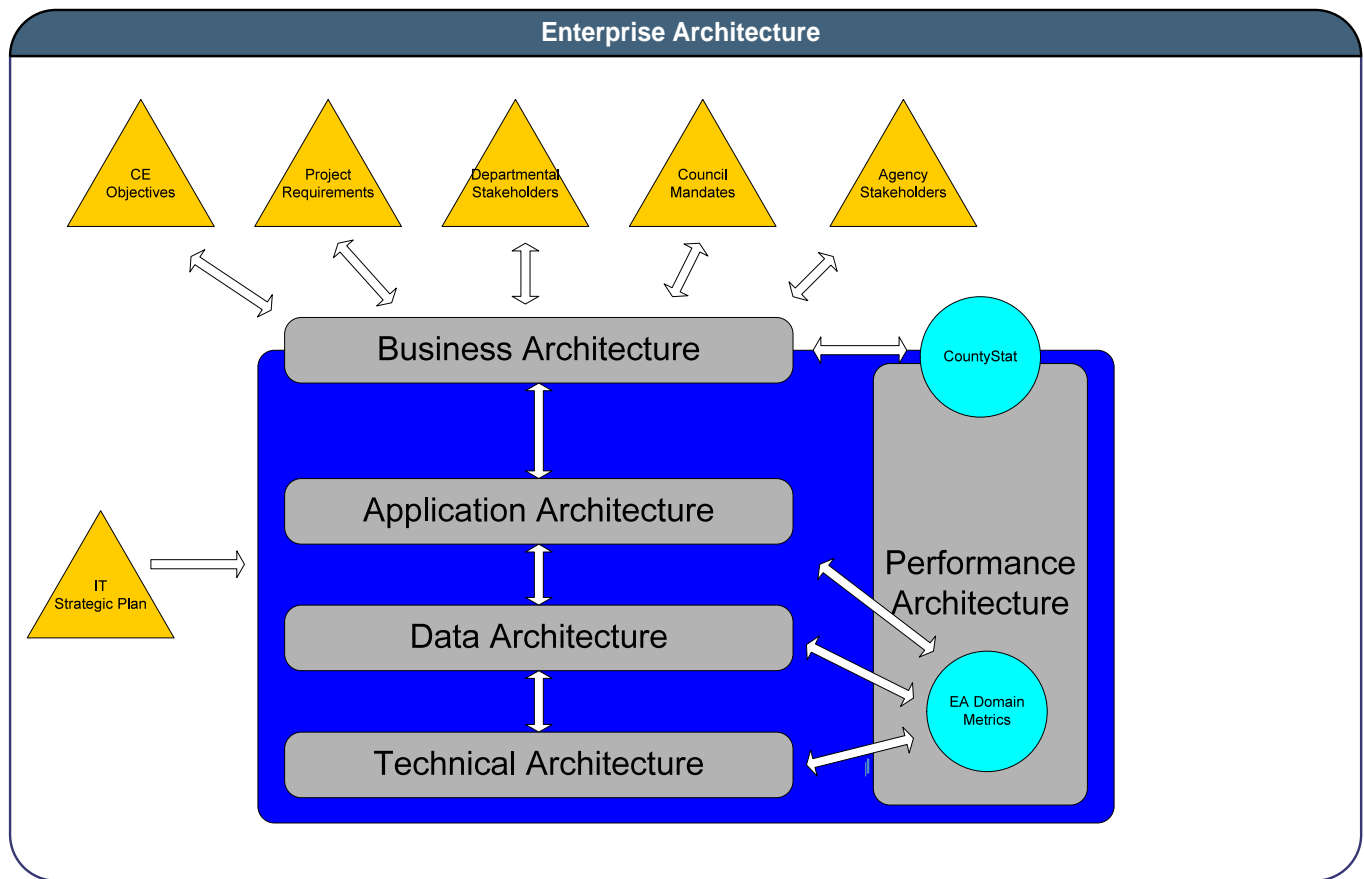 Enterprise Architecture
CE
Objectives
Project
Requirements
Departmental
Stakeholders
Council
Mandates
Agency
Stakeholders
Business Architecture
CountyStat
Application Architecture
IT
Strategic Plan
Performance
Architecture
Data Architecture
EA Domain
Metrics
Technical Architecture